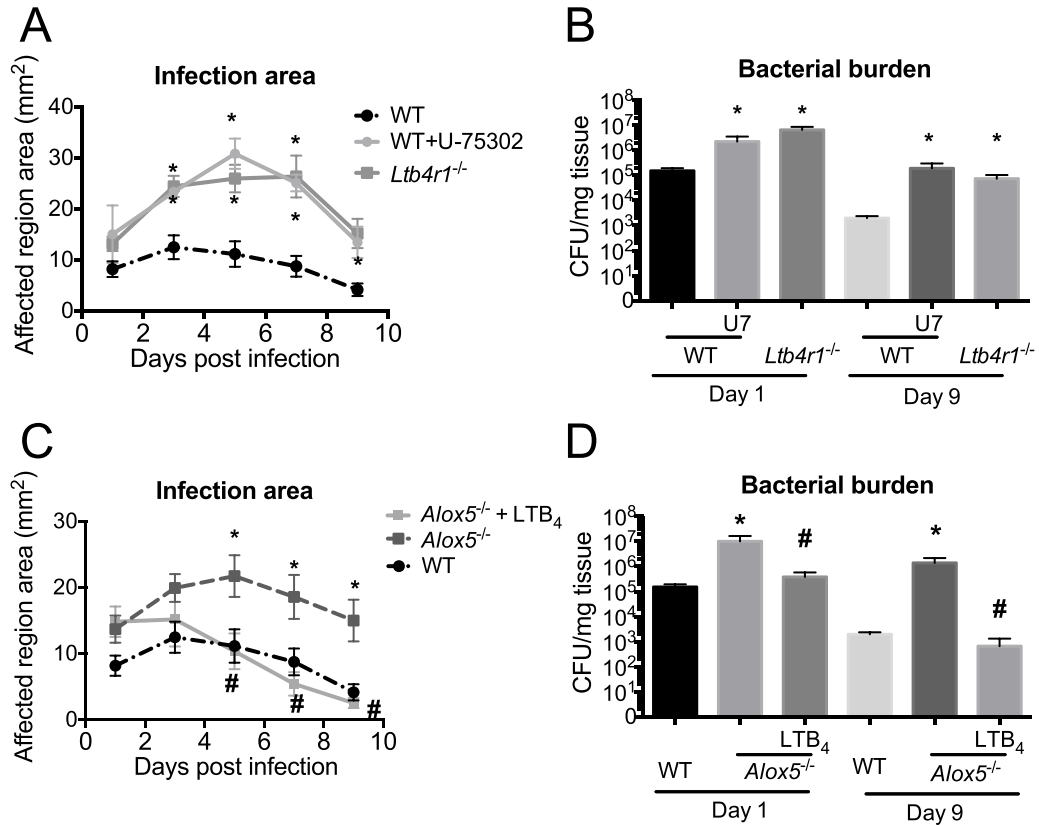 A
Infection area
Affected region area (mm²)
40
30
20
10
0
0 2 4 6 8 10
Days post infection
WT
WT+U-75302
Ltb4r1⁻/⁻
*
*
*
*
*
*
*
B
Bacterial burden
CFU/mg tissue
10⁸
10⁷
10⁶
10⁵
10⁴
10³
10²
10¹
0
* * * *
U7 U7
WT Ltb4r1⁻/⁻ WT Ltb4r1⁻/⁻
Day 1 Day 9
C
Infection area
Affected region area (mm²)
30
20
10
0
0 2 4 6 8 10
Days post infection
Alox5⁻/⁻ + LTB₄
Alox5⁻/⁻
WT
* * *
# # #
D
Bacterial burden
CFU/mg tissue
10⁸
10⁷
10⁶
10⁵
10⁴
10³
10²
10¹
0
* # * #
LTB₄ LTB₄
WT Alox5⁻/⁻ WT Alox5⁻/⁻
Day 1 Day 9